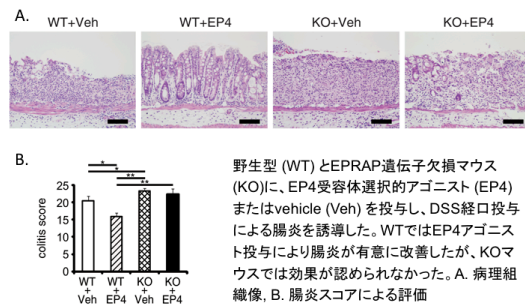 A.
WT+Veh WT+EP4 KO+Veh KO+EP4
B.
* 
*
**
**
colitis score
25
20
15
10
5
0
WT + Veh
WT + EP4
KO + Veh
KO + EP4
野生型 (WT) とEPRAP遺伝子欠損マウス
(KO)に、EP4受容体選択的アゴニスト (EP4)
またはvehicle (Veh) を投与し、DSS経口投与
による腸炎を誘導した。WTではEP4アゴニス
ト投与により腸炎が有意に改善したが、KOマ
ウスでは効果が認められなかった。A. 病理組
織像, B. 腸炎スコアによる評価